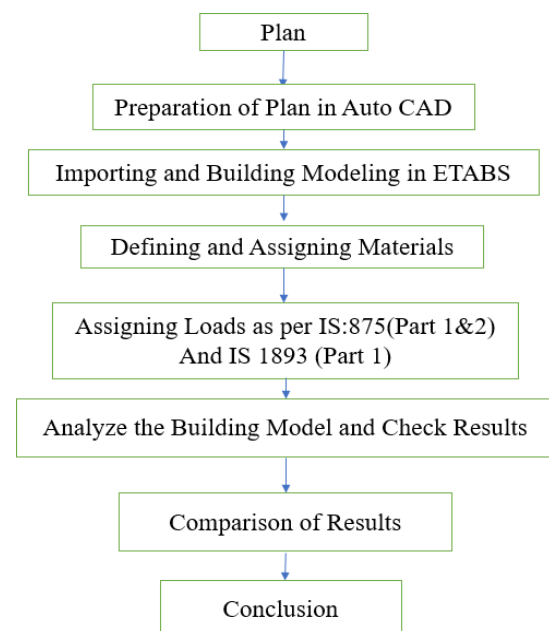 Plan
Preparation of Plan in Auto CAD
Importing and Building Modeling in ETABS
Defining and Assigning Materials
Assigning Loads as per IS:875(Part 1&2)
And IS 1893 (Part 1)
Analyze the Building Model and Check Results
Comparison of Results
Conclusion